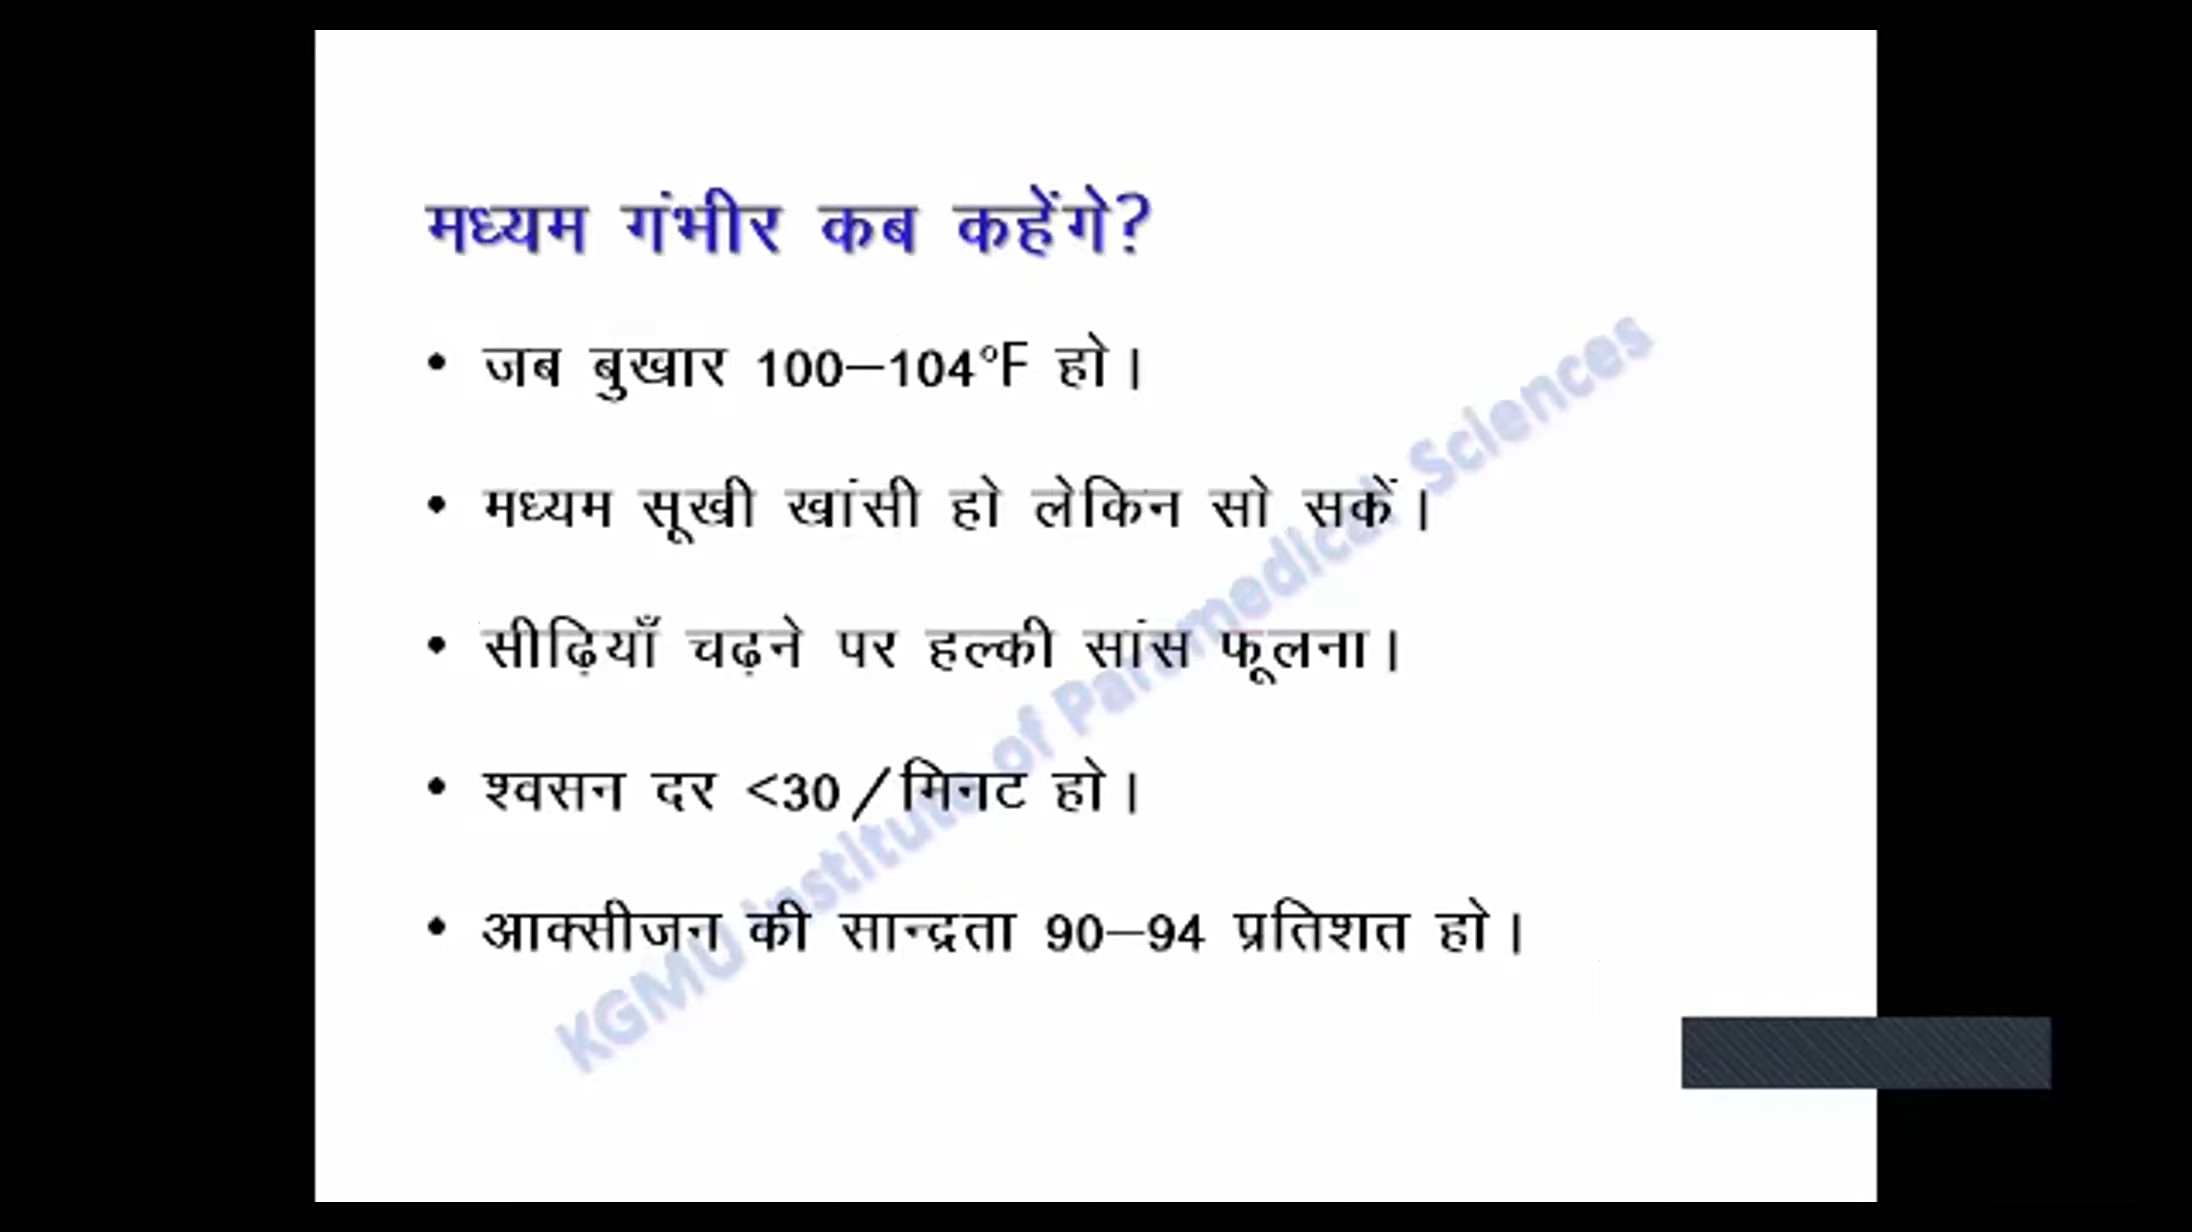 मध्यम गंभीर कब कहेंगे?
• जब बुखार 100–104°F हो।
• मध्यम सूखी खांसी हो लेकिन सो सकें।
• सीढ़ियाँ चढ़ने पर हल्की सांस फूलना।
• श्वसन दर <30/मिनट हो।
• आक्सीजन की सान्द्रता 90–94 प्रतिशत हो।
KGMU Institute of Paramedical Sciences